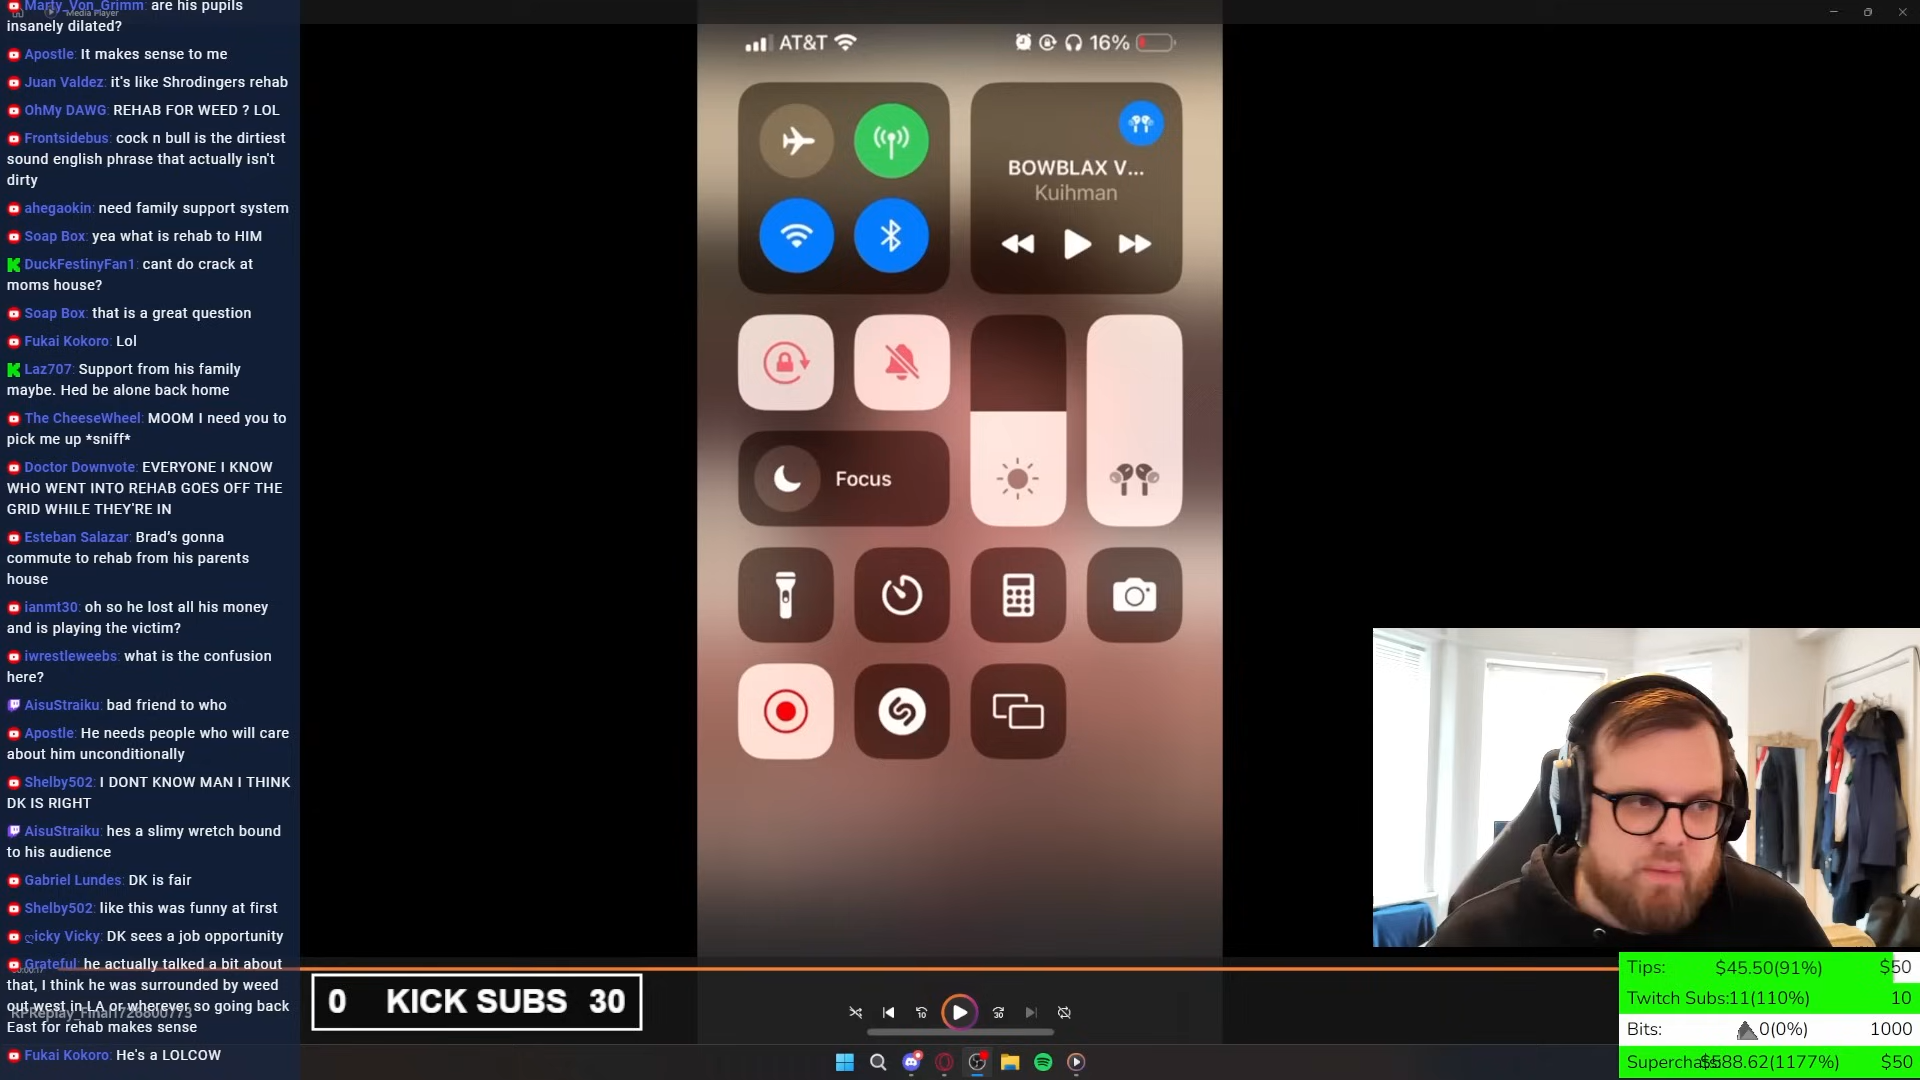 Marty_Von_Grimm: are his pupils
insanely dilated?
Apostle: It makes sense to me
Juan Valdez: it's like Shrodingers rehab
OhMy DAWG: REHAB FOR WEED ? LOL
Frontsidebus: cock n bull is the dirtiest
sound english phrase that actually isn't
dirty
ahegaokin: need family support system
Soap Box: yea what is rehab to HIM
DuckFestinyFan1: cant do crack at
moms house?
Soap Box: that is a great question
Fukai Kokoro: Lol
Laz707: Support from his family
maybe. Hed be alone back home
The CheeseWheel: MOOM I need you to
pick me up *sniff*
Doctor Downvote: EVERYONE I KNOW
WHO WENT INTO REHAB GOES OFF THE
GRID WHILE THEY'RE IN
Esteban Salazar: Brad's gonna
commute to rehab from his parents
house
ianmt30: oh so he lost all his money
and is playing the victim?
iwrestleweebs: what is the confusion
here?
AisuStraiku: bad friend to who
Apostle: He needs people who will care
about him unconditionally
Shelby502: I DONT KNOW MAN I THINK
DK IS RIGHT
AisuStraiku: hes a slimy wretch bound
to his audience
Gabriel Lundes: DK is fair
Shelby502: like this was funny at first
icky Vicky: DK sees a job opportunity
Grateful: he actually talked a bit about
that, I think he was surrounded by weed
out west in LA or wherever so going back
East for rehab makes sense
Fukai Kokoro: He's a LOLCOW
Media Player
RPReplay_Final1726800773
AT&T
16%
BOWBLAX V...
Kuihman
Focus
0 KICK SUBS 30
10
30
Tips: $45.50(91%) $50
Twitch Subs:11(110%) 10
Bits: 0(0%) 1000
Superchats: $588.62(1177%) $50